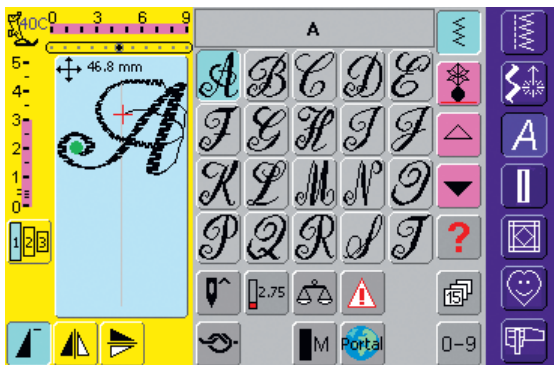 40C
0 3 6 9
A
46.8 mm
5-
4-
3-
2-
1-
0
A B C D E
F G H I J
K L M N O
P Q R S T
?
A
1 2 3
2.75
!
15
M
Portal
0-9